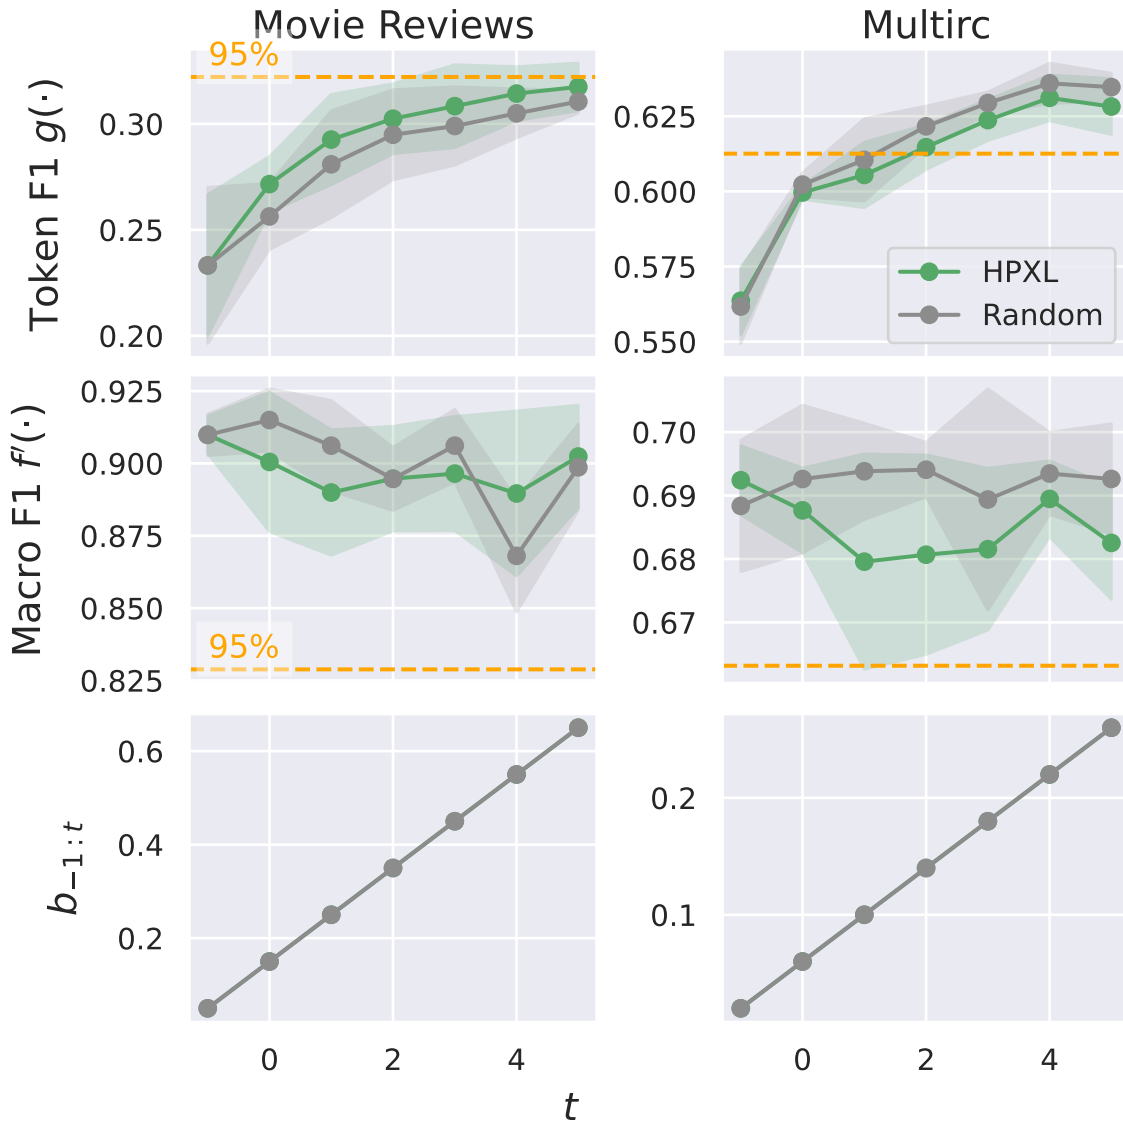 Movie Reviews
Multirc
Token F1 g(·)
95%
0.30
0.25
0.20
0.625
0.600
0.575
0.550
HPXL
Random
Macro F1 f′(·)
0.925
0.900
0.875
0.850
0.825
95%
0.70
0.69
0.68
0.67
b₋₁:t
0.6
0.4
0.2
0.2
0.1
0 2 4
0 2 4
t